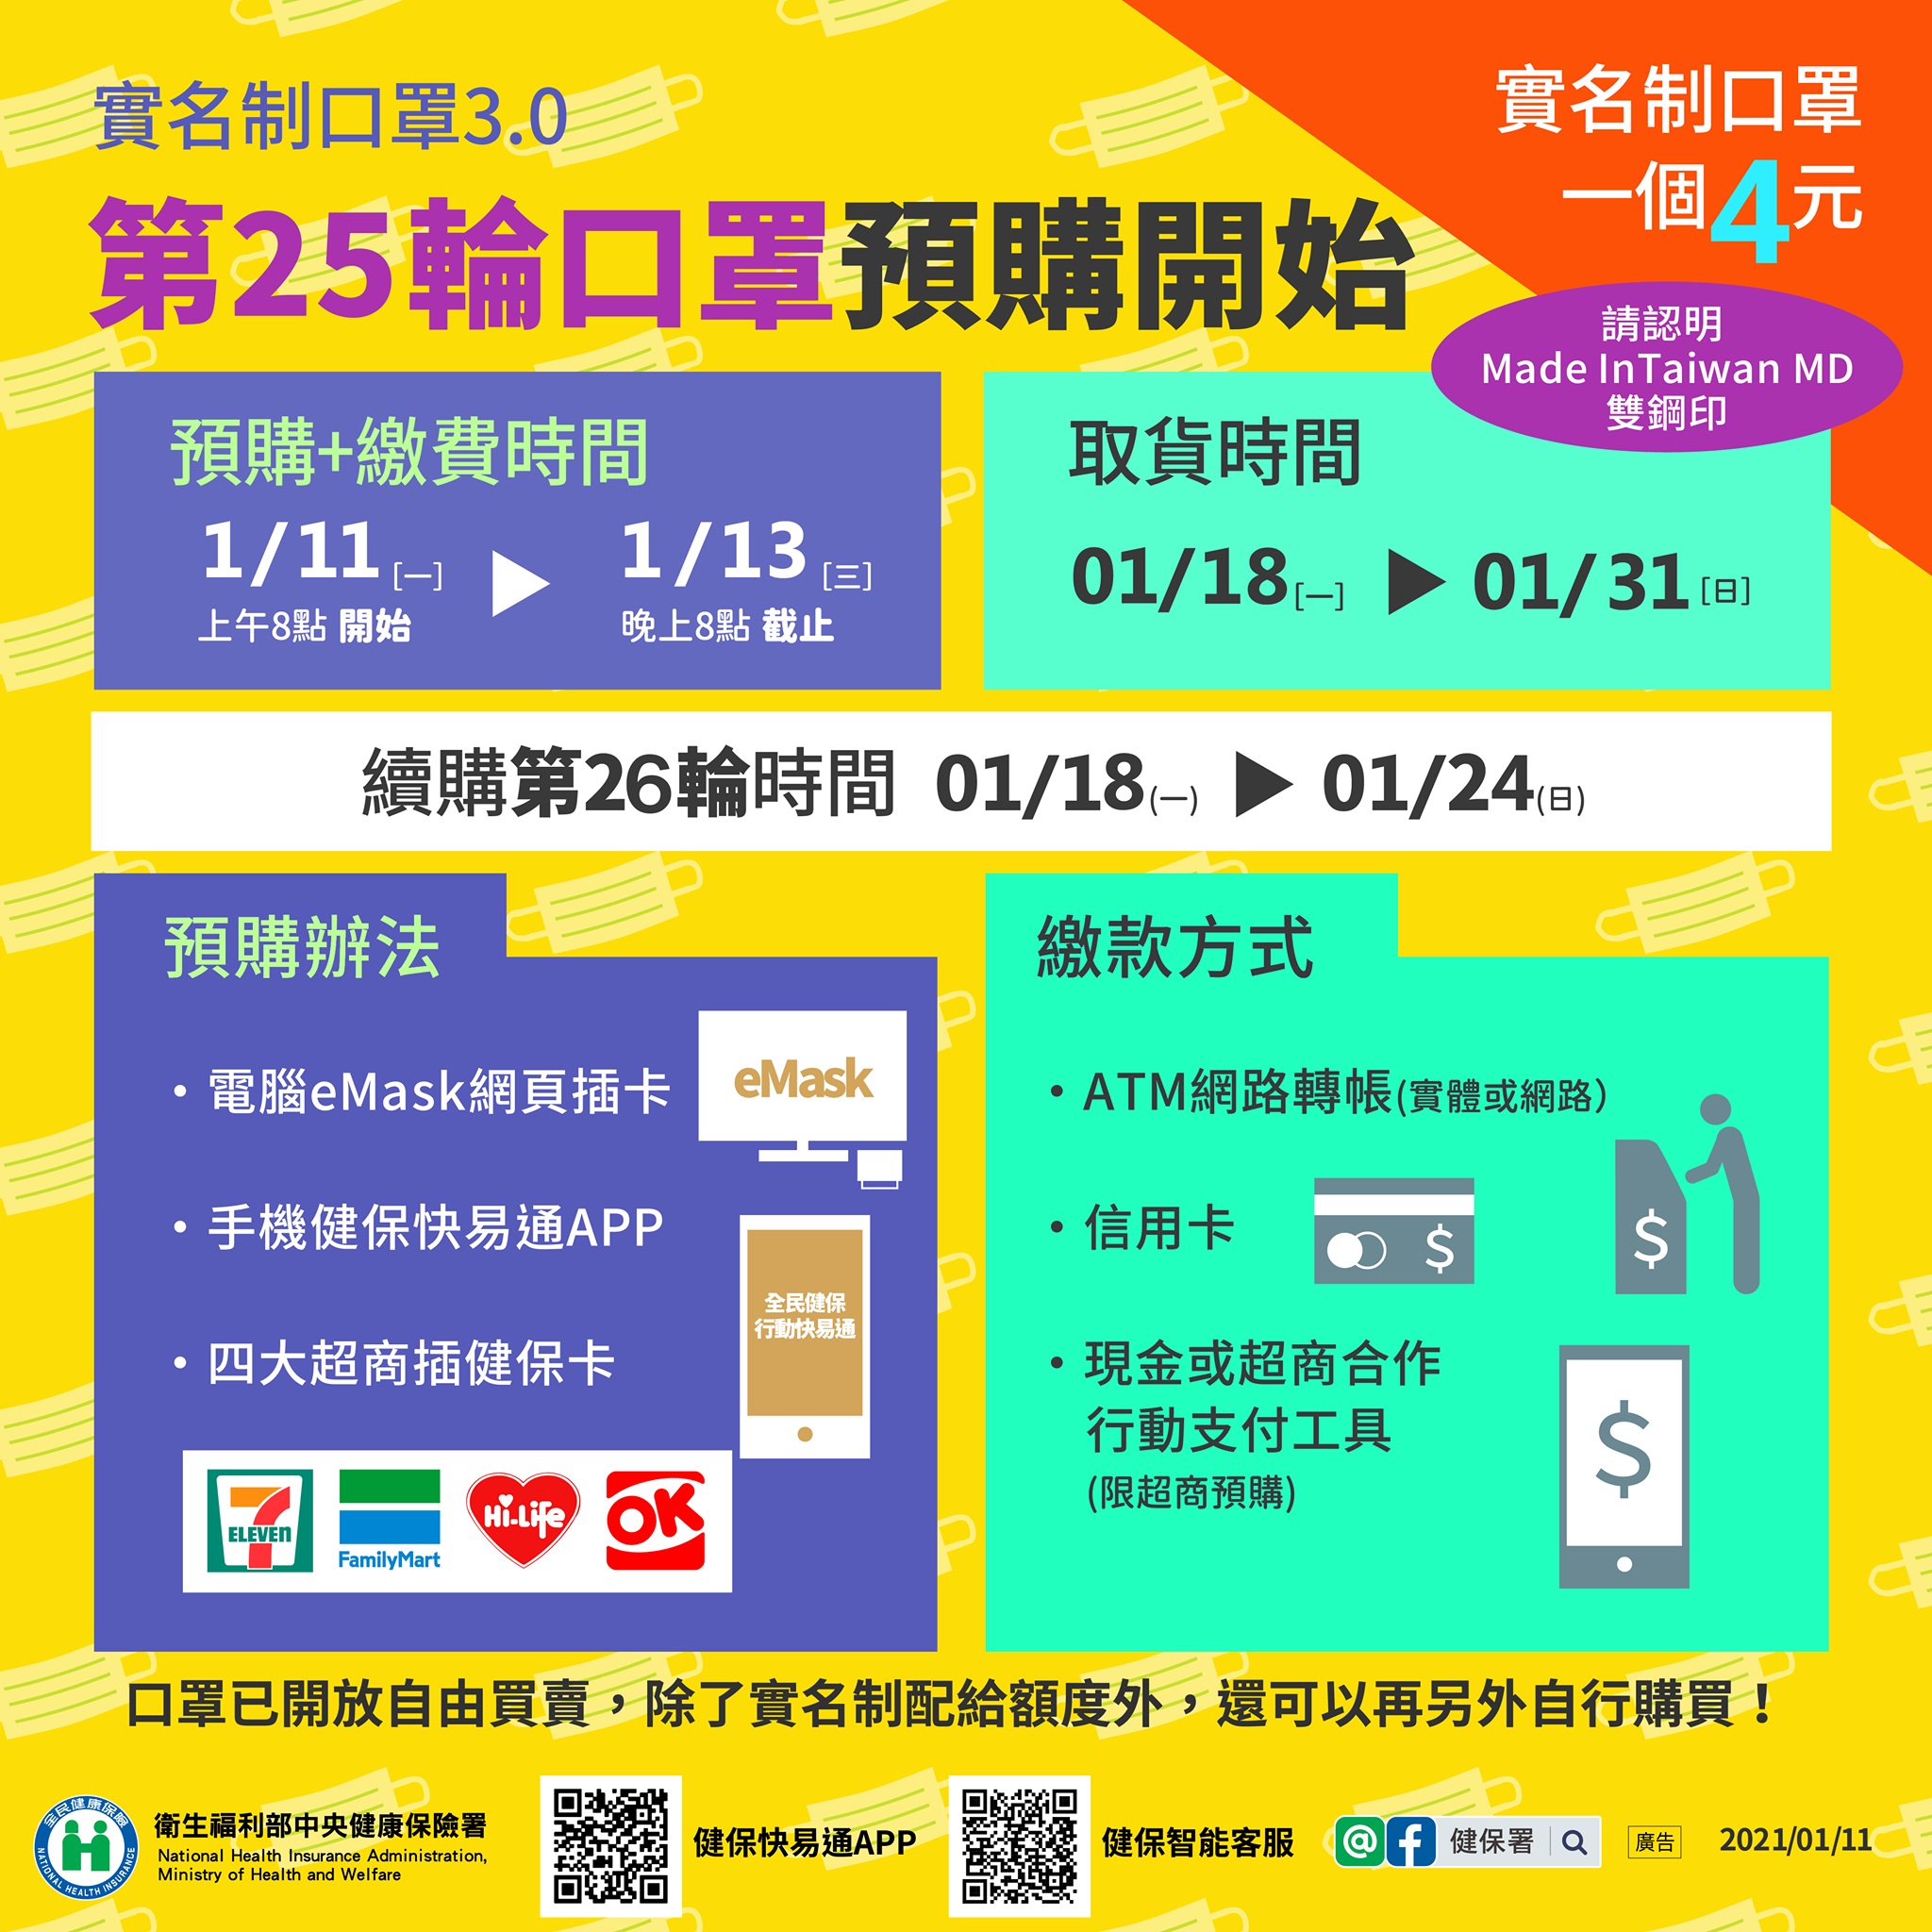 實名制口罩3.0
第25輪口罩預購開始
實名制口罩
一個4元
請認明
Made InTaiwan MD
雙鋼印
預購+繳費時間
1/11[一] ▶ 1/13[三]
上午8點 開始 晚上8點 截止
取貨時間
01/18[一] ▶ 01/31[日]
續購第26輪時間 01/18(一) ▶ 01/24(日)
預購辦法
・電腦eMask網頁插卡
eMask
・手機健保快易通APP
全民健保
行動快易通
・四大超商插健保卡
7 ELEVEn
FamilyMart
Hi-Life
OK
繳款方式
・ATM網路轉帳(實體或網路)
・信用卡
$
$
・現金或超商合作
行動支付工具
(限超商預購)
$
口罩已開放自由買賣，除了實名制配給額度外，還可以再另外自行購買！
全民健康保險
NATIONAL HEALTH INSURANCE
衛生福利部中央健康保險署
National Health Insurance Administration,
Ministry of Health and Welfare
健保快易通APP
健保智能客服
@ f 健保署
廣告
2021/01/11